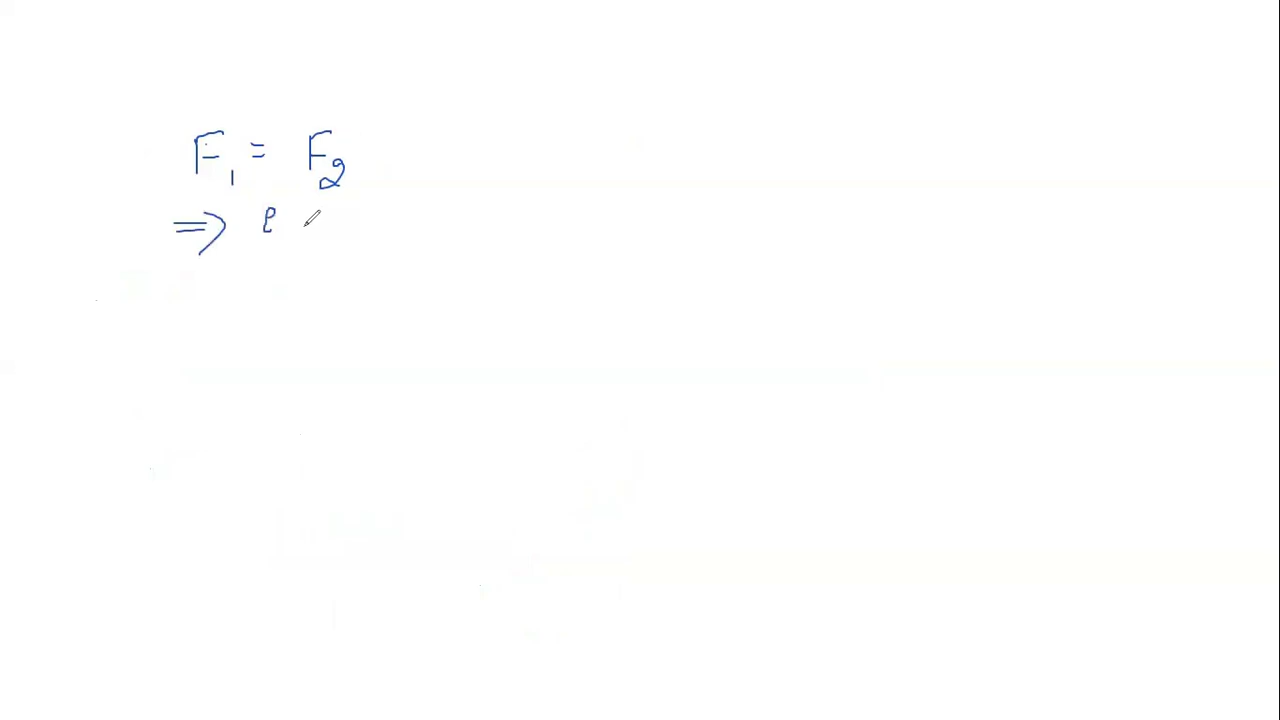 F₁ = F₂
⇒ e